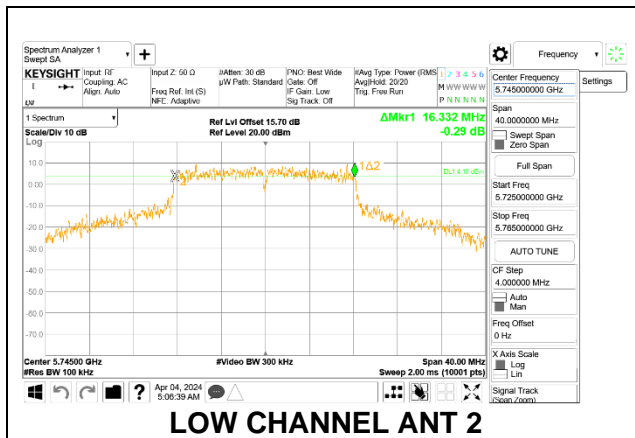 Spectrum Analyzer 1
Swept SA
Frequency
KEYSIGHT
Input: RF
Coupling: AC
Align: Auto
Input Z: 50 Ω
Freq Ref: Int (S)
NFE: Adaptive
#Atten: 30 dB
µW Path: Standard
PNO: Best Wide
Gate: Off
IF Gain: Low
Sig Track: Off
#Avg Type: Power (RMS)
Avg|Hold: 20/20
Trig: Free Run
1 2 3 4 5 6
M W W W W W
P N N N N N
1 Spectrum
Scale/Div 10 dB
Log
Ref Lvl Offset 15.70 dB
Ref Level 20.00 dBm
ΔMkr1 16.332 MHz
-0.29 dB
10.0
0.00
-10.0
-20.0
-30.0
-40.0
-50.0
-60.0
-70.0
1Δ2
Center 5.74500 GHz
#Res BW 100 kHz
#Video BW 300 kHz
Span 40.00 MHz
Sweep 2.00 ms (10001 pts)
Apr 04, 2024
5:06:39 AM
Center Frequency
5.745000000 GHz
Settings
Span
40.0000000 MHz
Swept Span
Zero Span
Full Span
Start Freq
5.725000000 GHz
Stop Freq
5.765000000 GHz
AUTO TUNE
CF Step
4.000000 MHz
Auto
Man
Freq Offset
0 Hz
X Axis Scale
Log
Lin
Signal Track
(Span Zoom)
LOW CHANNEL ANT 2